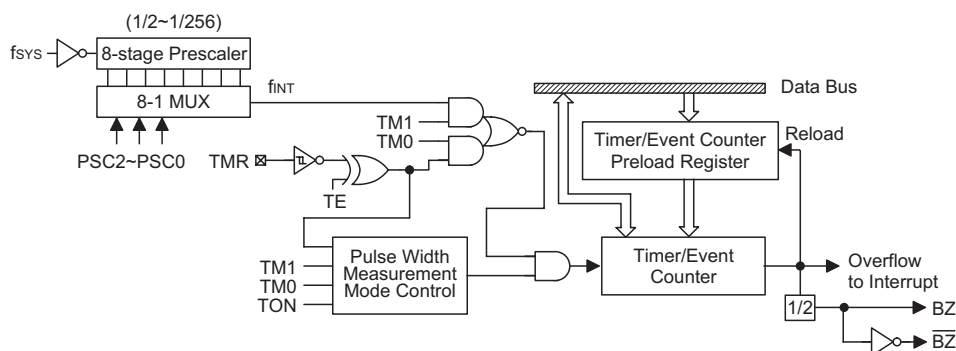 (1/2~1/256)
fSYS
8-stage Prescaler
8-1 MUX
fINT
PSC2~PSC0
TM1
TM0
TMR
TE
Data Bus
Timer/Event Counter
Preload Register
Reload
TM1
TM0
TON
Pulse Width
Measurement
Mode Control
Timer/Event
Counter
Overflow
to Interrupt
1/2
BZ
B̅Z̅